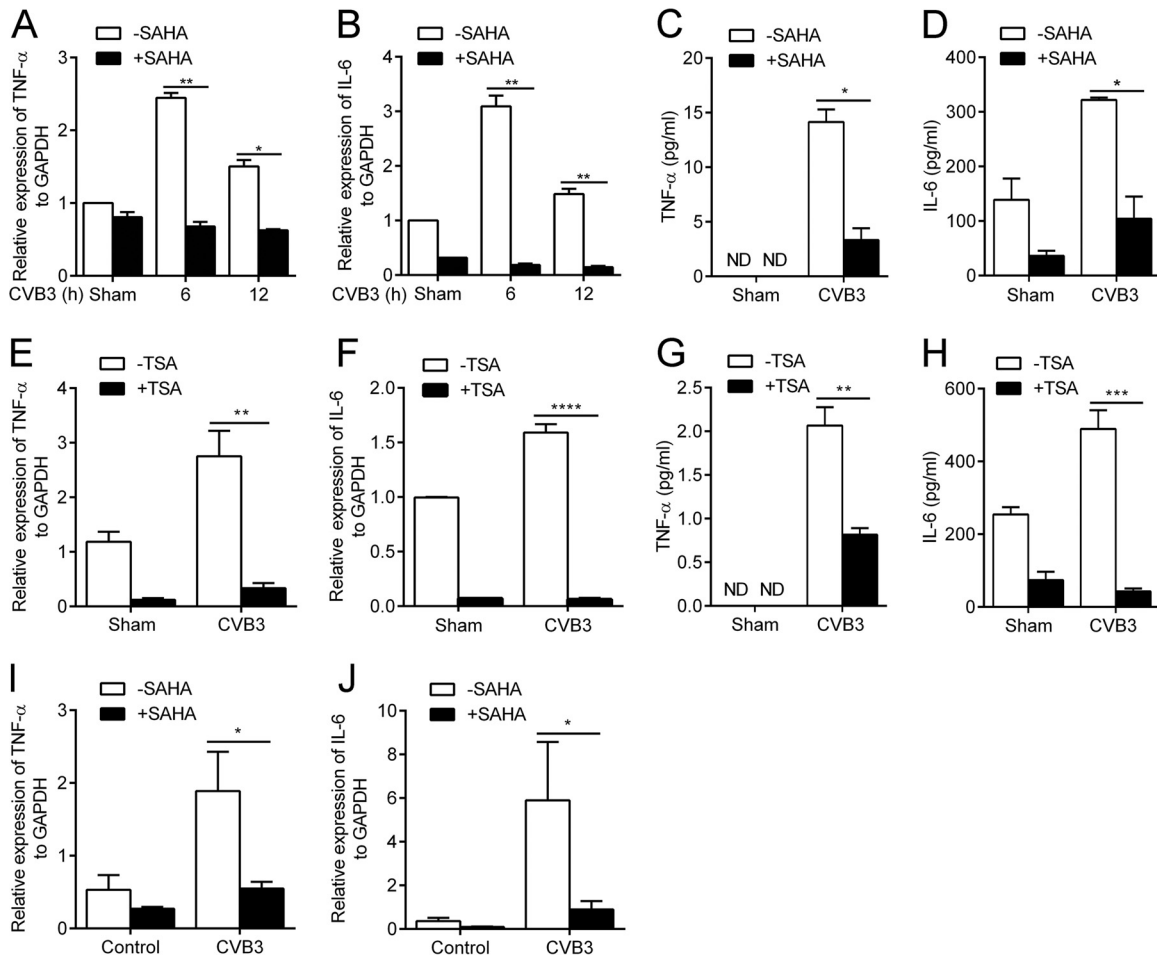 A
-SAHA
+SAHA
Relative expression of TNF-α
to GAPDH
3
2
1
0
**
*
CVB3 (h) Sham 6 12
B
-SAHA
+SAHA
Relative expression of IL-6
to GAPDH
4
3
2
1
0
**
**
CVB3 (h) Sham 6 12
C
-SAHA
+SAHA
TNF-α (pg/ml)
20
15
10
5
0
*
ND ND
Sham CVB3
D
-SAHA
+SAHA
IL-6 (pg/ml)
400
300
200
100
0
*
Sham CVB3
E
-TSA
+TSA
Relative expression of TNF-α
to GAPDH
4
3
2
1
0
**
Sham CVB3
F
-TSA
+TSA
Relative expression of IL-6
to GAPDH
2.0
1.5
1.0
0.5
0.0
****
Sham CVB3
G
-TSA
+TSA
TNF-α (pg/ml)
2.5
2.0
1.5
1.0
0.5
0.0
**
ND ND
Sham CVB3
H
-TSA
+TSA
IL-6 (pg/ml)
600
400
200
0
***
Sham CVB3
I
-SAHA
+SAHA
Relative expression of TNF-α
to GAPDH
3
2
1
0
*
Control CVB3
J
-SAHA
+SAHA
Relative expression of IL-6
to GAPDH
10
8
6
4
2
0
*
Control CVB3